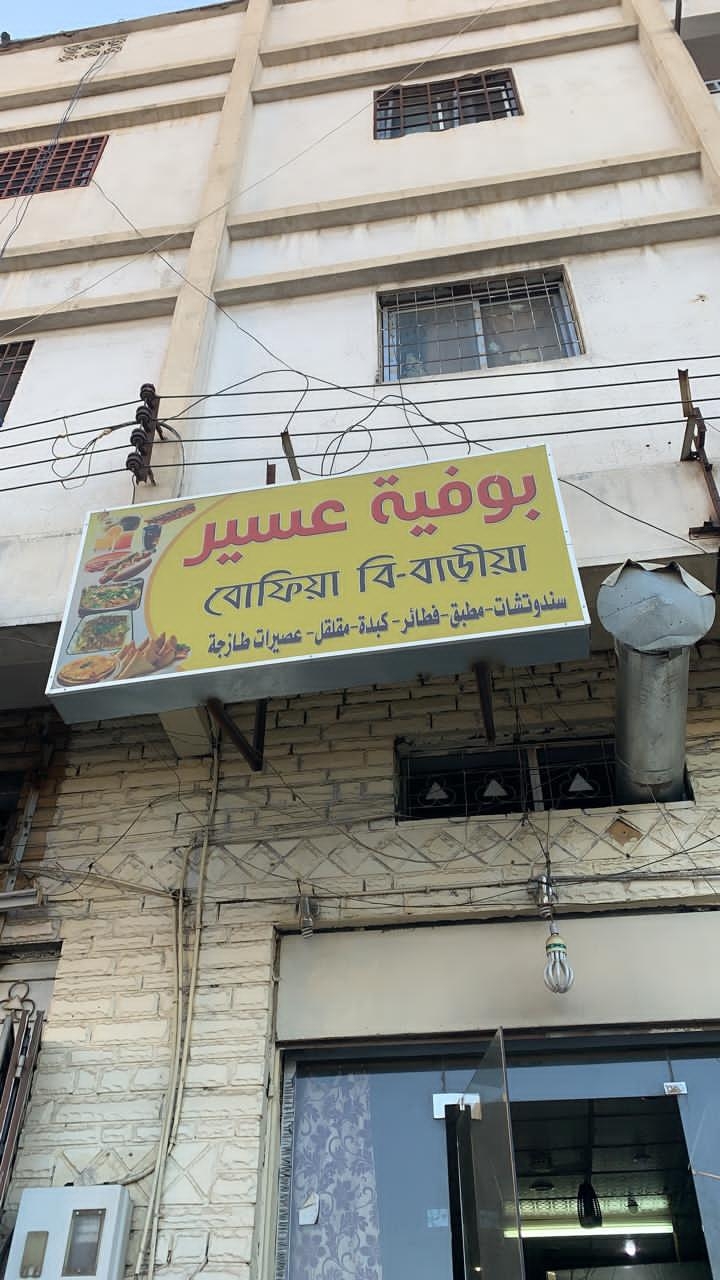 بوفية عسير
বোফিয়া বি-বাড়ীয়া
سندوتشات-مطبق-فطائر-كبدة-مقلقل-عصيرات طازجة